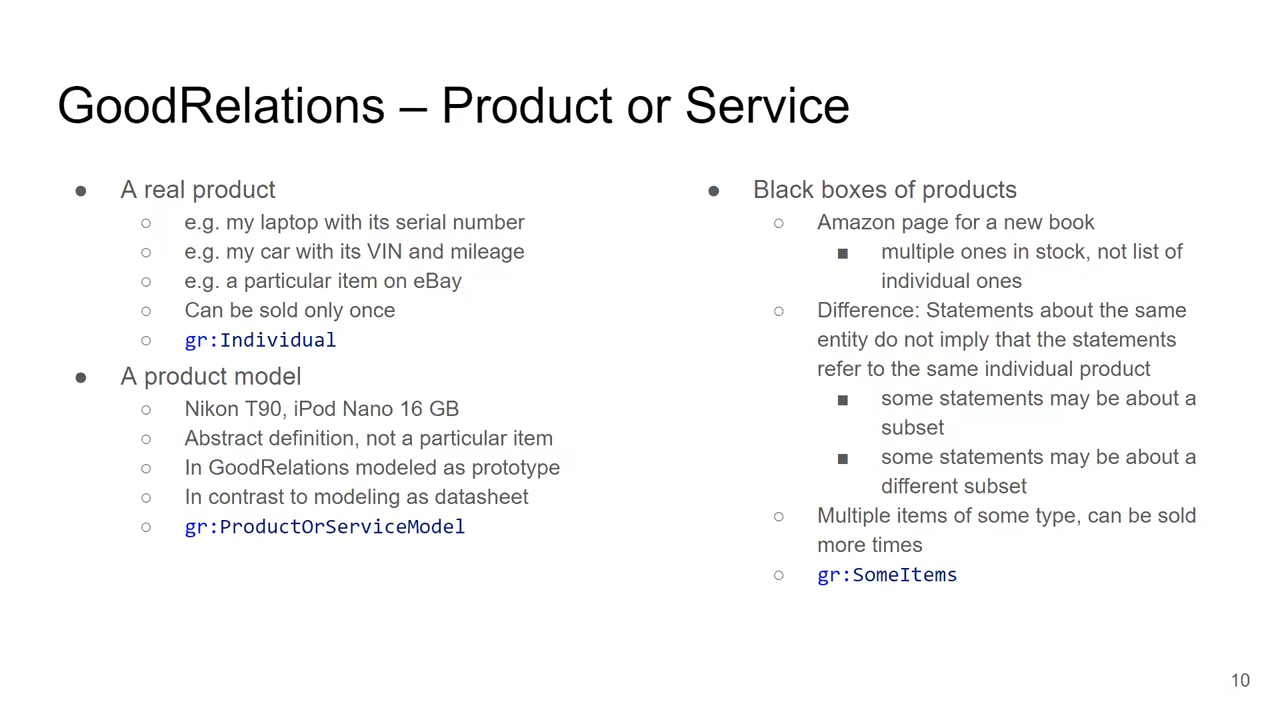 GoodRelations – Product or Service
● A real product
○ e.g. my laptop with its serial number
○ e.g. my car with its VIN and mileage
○ e.g. a particular item on eBay
○ Can be sold only once
○ gr:Individual
● A product model
○ Nikon T90, iPod Nano 16 GB
○ Abstract definition, not a particular item
○ In GoodRelations modeled as prototype
○ In contrast to modeling as datasheet
○ gr:ProductOrServiceModel
● Black boxes of products
○ Amazon page for a new book
■ multiple ones in stock, not list of
individual ones
○ Difference: Statements about the same
entity do not imply that the statements
refer to the same individual product
■ some statements may be about a
subset
■ some statements may be about a
different subset
○ Multiple items of some type, can be sold
more times
○ gr:SomeItems
10